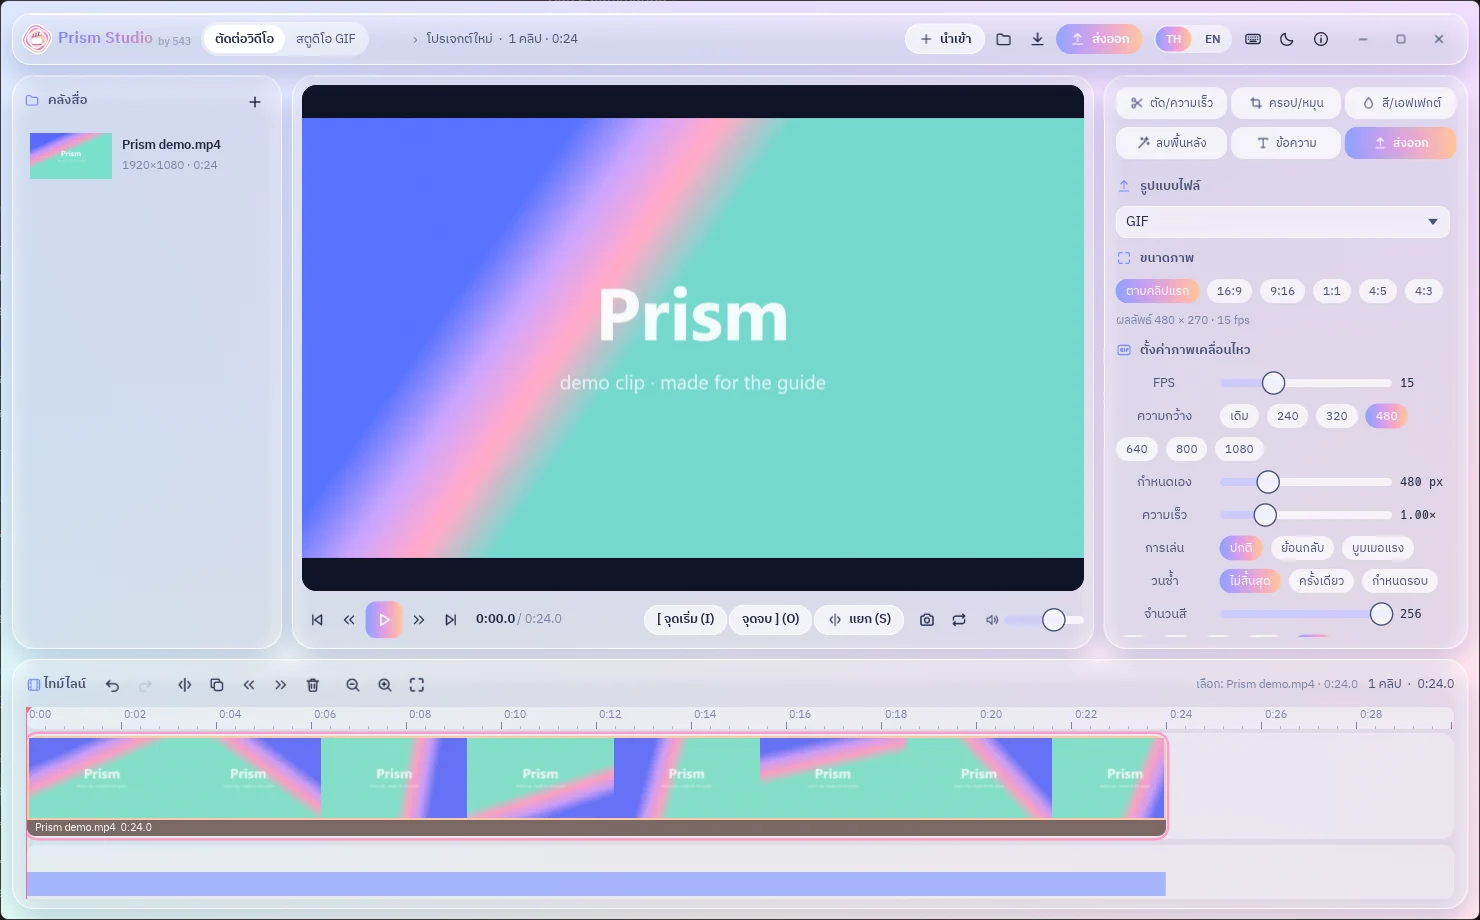 Prism Studio by 543
ตัดต่อวิดีโอ
สตูดิโอ GIF
› โปรเจกต์ใหม่ · 1 คลิป · 0:24
นำเข้า
ส่งออก
TH
EN
คลังสื่อ
Prism
Prism demo.mp4
1920×1080 · 0:24
Prism
demo clip · made for the guide
0:00.0 / 0:24.0
[ จุดเริ่ม (I)
จุดจบ ] (O)
แยก (S)
ตัด/ความเร็ว
ครอป/หมุน
สี/เอฟเฟกต์
ลบพื้นหลัง
ข้อความ
ส่งออก
รูปแบบไฟล์
GIF
ขนาดภาพ
ตามคลิปแรก 16:9 9:16 1:1 4:5 4:3
ผลลัพธ์ 480 × 270 · 15 fps
GIF ตั้งค่าภาพเคลื่อนไหว
FPS 15
ความกว้าง เดิม 240 320 480
640 800 1080
กำหนดเอง 480 px
ความเร็ว 1.00×
การเล่น ปกติ ย้อนกลับ บูมเมอแรง
วนซ้ำ ไม่สิ้นสุด ครั้งเดียว กำหนดรอบ
จำนวนสี 256
ไทม์ไลน์
เลือก: Prism demo.mp4 · 0:24.0 1 คลิป · 0:24.0
0:00 0:02 0:04 0:06 0:08 0:10 0:12 0:14 0:16 0:18 0:20 0:22 0:24 0:26 0:28
Prism Prism Prism Prism Prism Prism Prism Prism
Prism demo.mp4 0:24.0